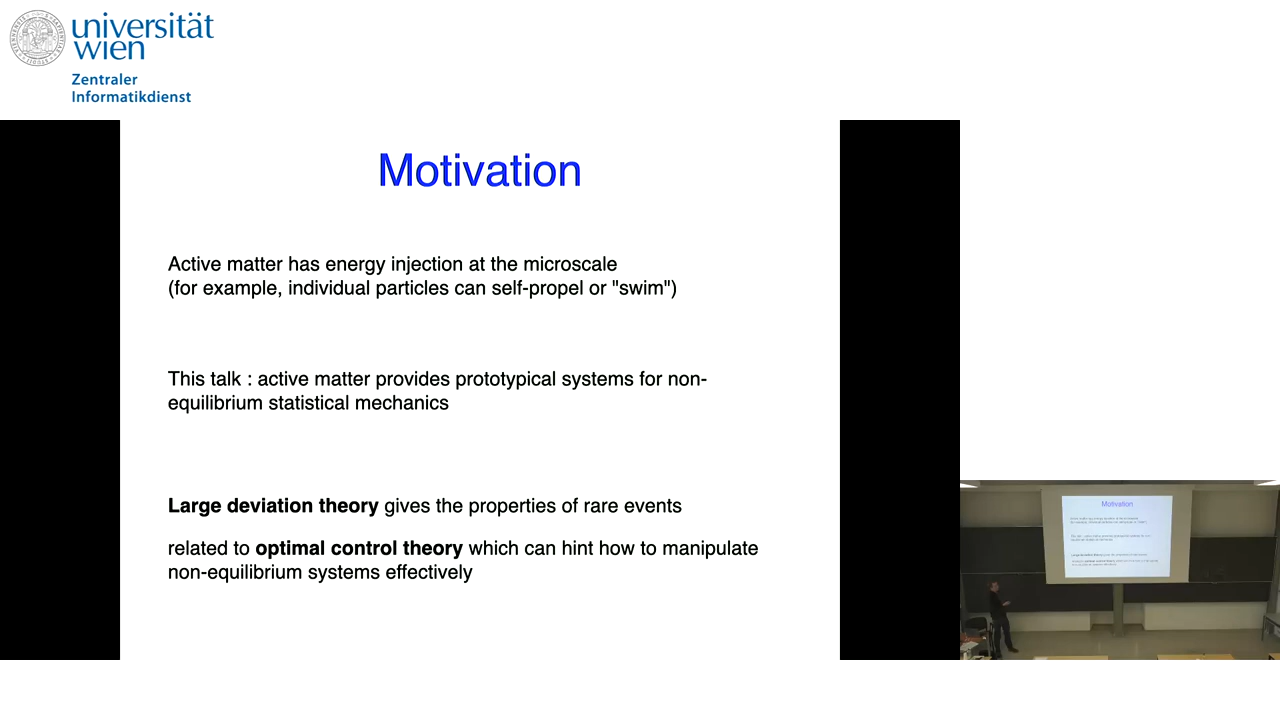 universität
wien
Zentraler
Informatikdienst
Motivation
Active matter has energy injection at the microscale
(for example, individual particles can self-propel or "swim")
This talk : active matter provides prototypical systems for non-
equilibrium statistical mechanics
Large deviation theory gives the properties of rare events
related to optimal control theory which can hint how to manipulate
non-equilibrium systems effectively
Motivation